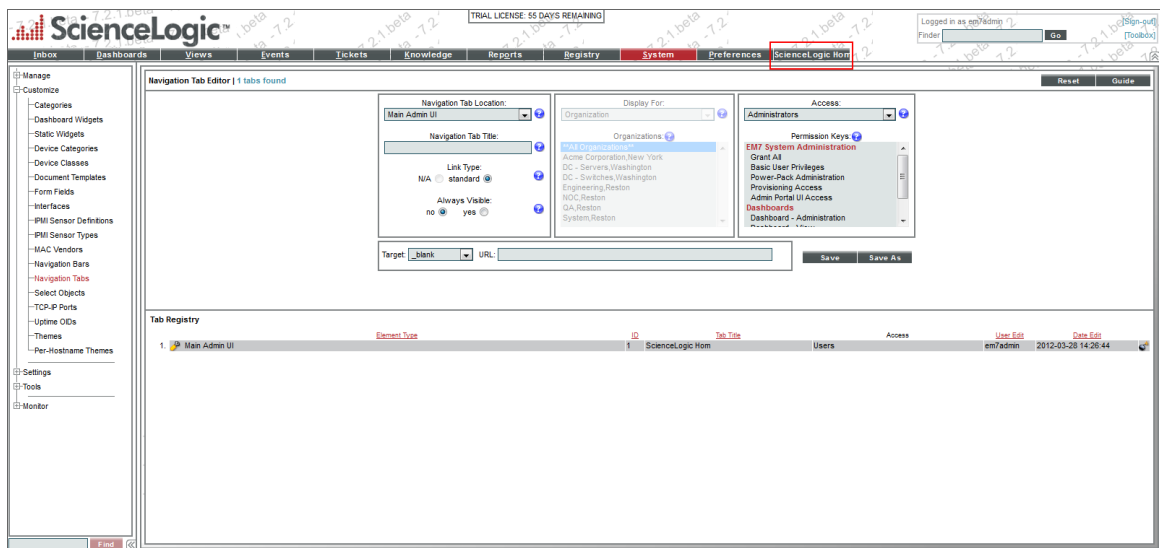 TRIAL LICENSE: 55 DAYS REMAINING
ScienceLogic™
Logged in as em7admin [Sign-out]
Finder Go [Toolbox]
Inbox Dashboards Views Events Tickets Knowledge Reports Registry System Preferences ScienceLogic Hom
Manage
Customize
Categories
Dashboard Widgets
Static Widgets
Device Categories
Device Classes
Document Templates
Form Fields
Interfaces
IPMI Sensor Definitions
IPMI Sensor Types
MAC Vendors
Navigation Bars
Navigation Tabs
Select Objects
TCP-IP Ports
Uptime OIDs
Themes
Per-Hostname Themes
Settings
Tools
Monitor
Find
Navigation Tab Editor | 1 tabs found Reset Guide
Navigation Tab Location:
Main Admin UI
Navigation Tab Title:
Link Type:
N/A standard
Always Visible:
no yes
Display For:
Organization
Organizations:
**All Organizations**
Acme Corporation,New York
DC - Servers,Washington
DC - Switches,Washington
Engineering,Reston
NOC,Reston
QA,Reston
System,Reston
Access:
Administrators
Permission Keys:
EM7 System Administration
Grant All
Basic User Privileges
Power-Pack Administration
Provisioning Access
Admin Portal UI Access
Dashboards
Dashboard - Administration
Dashboard - View
Target: _blank URL:
Save Save As
Tab Registry
Element Type ID Tab Title Access User Edit Date Edit
1. Main Admin UI 1 ScienceLogic Hom Users em7admin 2012-03-28 14:26:44